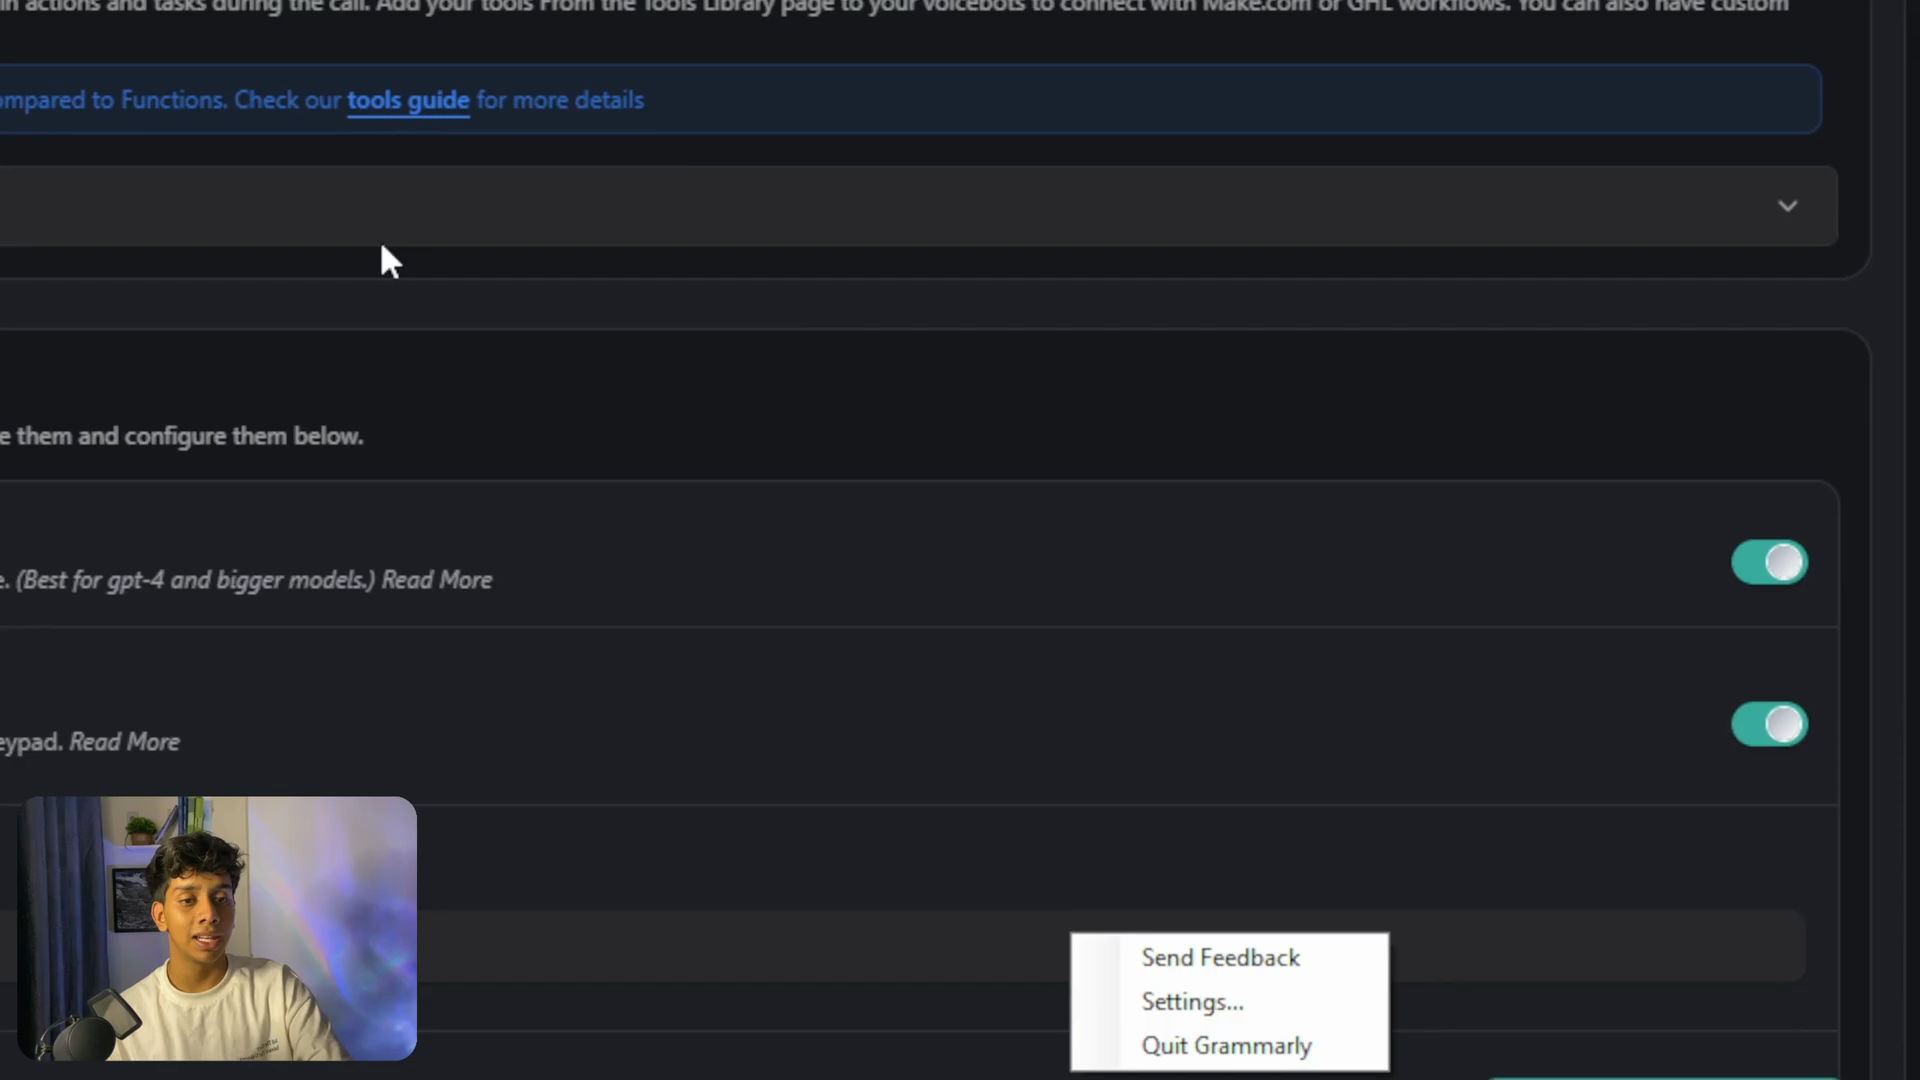 in actions and tasks during the call. Add your tools From the Tools Library page to your voicebots to connect with Make.com or GHL workflows. You can also have custom
ompared to Functions. Check our tools guide for more details
e them and configure them below.
e. (Best for gpt-4 and bigger models.) Read More
eypad. Read More
Send Feedback
Settings...
Quit Grammarly